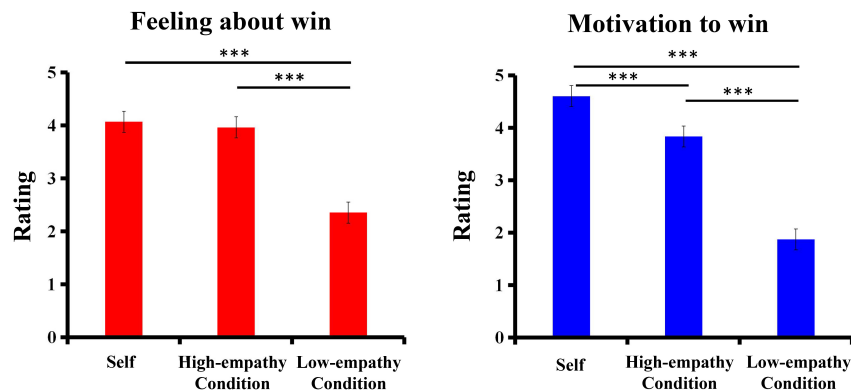 Feeling about win
***
***
5
4
3
2
1
0
Rating
Self
High-empathy
Condition
Low-empathy
Condition
Motivation to win
***
***
***
5
4
3
2
1
0
Rating
Self
High-empathy
Condition
Low-empathy
Condition